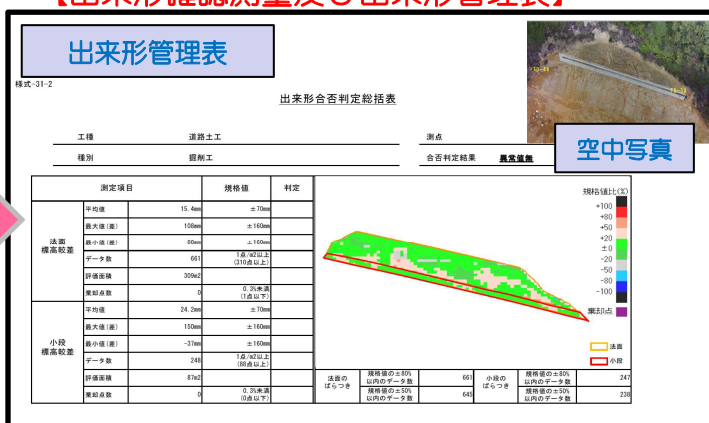 【出来形確認測量及び出来形管理表】
出来形管理表
空中写真
様式-31-2
出来形合否判定総括表
工種 道路土工 測点
種別 掘削工 合否判定結果 異常値無
測定項目 規格値 判定
法面
標高較差
平均値 15.4mm ±70mm
最大値(差) 108mm ±160mm
最小値(差) ±160mm
データ数 661 1点/m2以上
(310点以上)
評価面積 309m2
棄却点数 0 0.3%未満
(1点以下)
小段
標高較差
平均値 24.2mm ±70mm
最大値(差) 150mm ±160mm
最小値(差) -37mm ±160mm
データ数 248 1点/m2以上
(88点以上)
評価面積 87m2
棄却点数 0 0.3%未満
(0点以下)
規格値比(%)
+100
+80
+50
+20
±0
-20
-50
-80
-100
棄却点
法面
小段
法面の
ばらつき
規格値の±80%
以内のデータ数 661
規格値の±50%
以内のデータ数 645
小段の
ばらつき
規格値の±80%
以内のデータ数 247
規格値の±50%
以内のデータ数 238